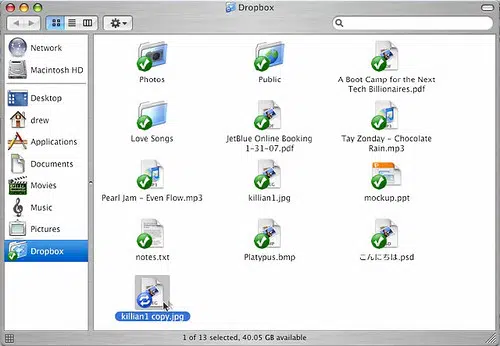 Dropbox
Network
Macintosh HD
Desktop
drew
Applications
Documents
Movies
Music
Pictures
Dropbox
Photos
Public
A Boot Camp for the Next
Tech Billionaires.pdf
Love Songs
JetBlue Online Booking
1-31-07.pdf
Tay Zonday - Chocolate
Rain.mp3
Pearl Jam - Even Flow.mp3
killian1.jpg
mockup.ppt
notes.txt
Platypus.bmp
こんにちは.psd
killian1 copy.jpg
1 of 13 selected, 40.05 GB available